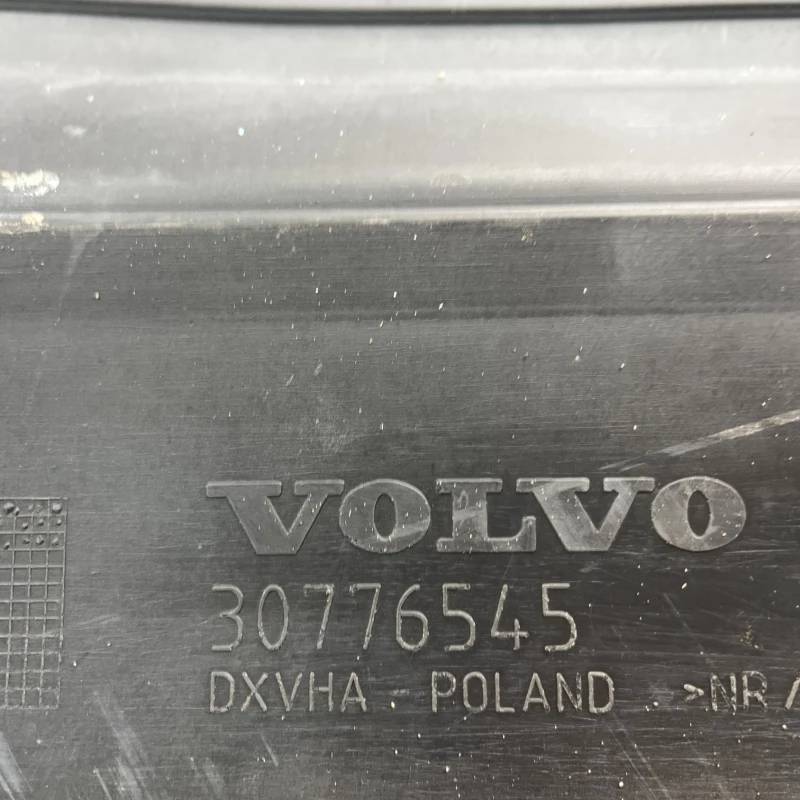 VOLVO
30776545
DXVHA - POLAND >NR/